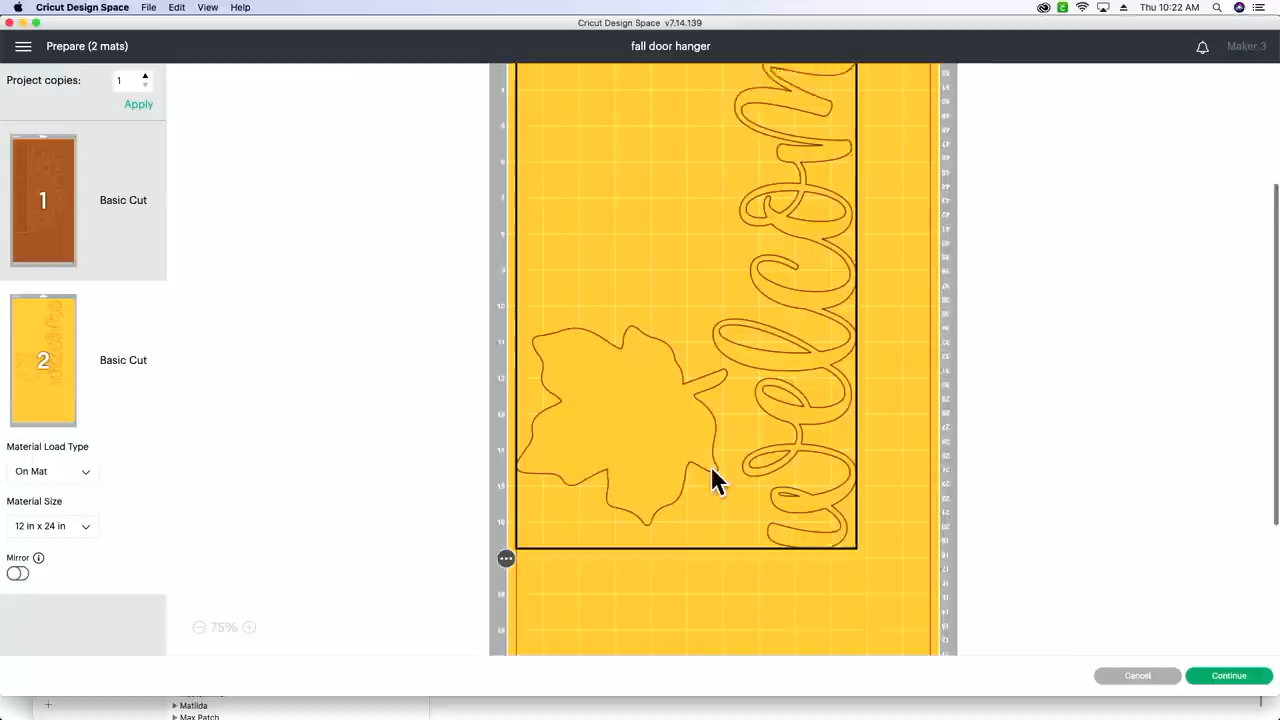 Cricut Design Space File Edit View Help Thu 10:22 AM
Cricut Design Space v7.14.139
Prepare (2 mats) fall door hanger Maker 3
Project copies: 1
Apply
1 Basic Cut
2 Basic Cut
Material Load Type
On Mat
Material Size
12 in x 24 in
Mirror
75%
welcom
Cancel Continue
Matilda
Max Patch